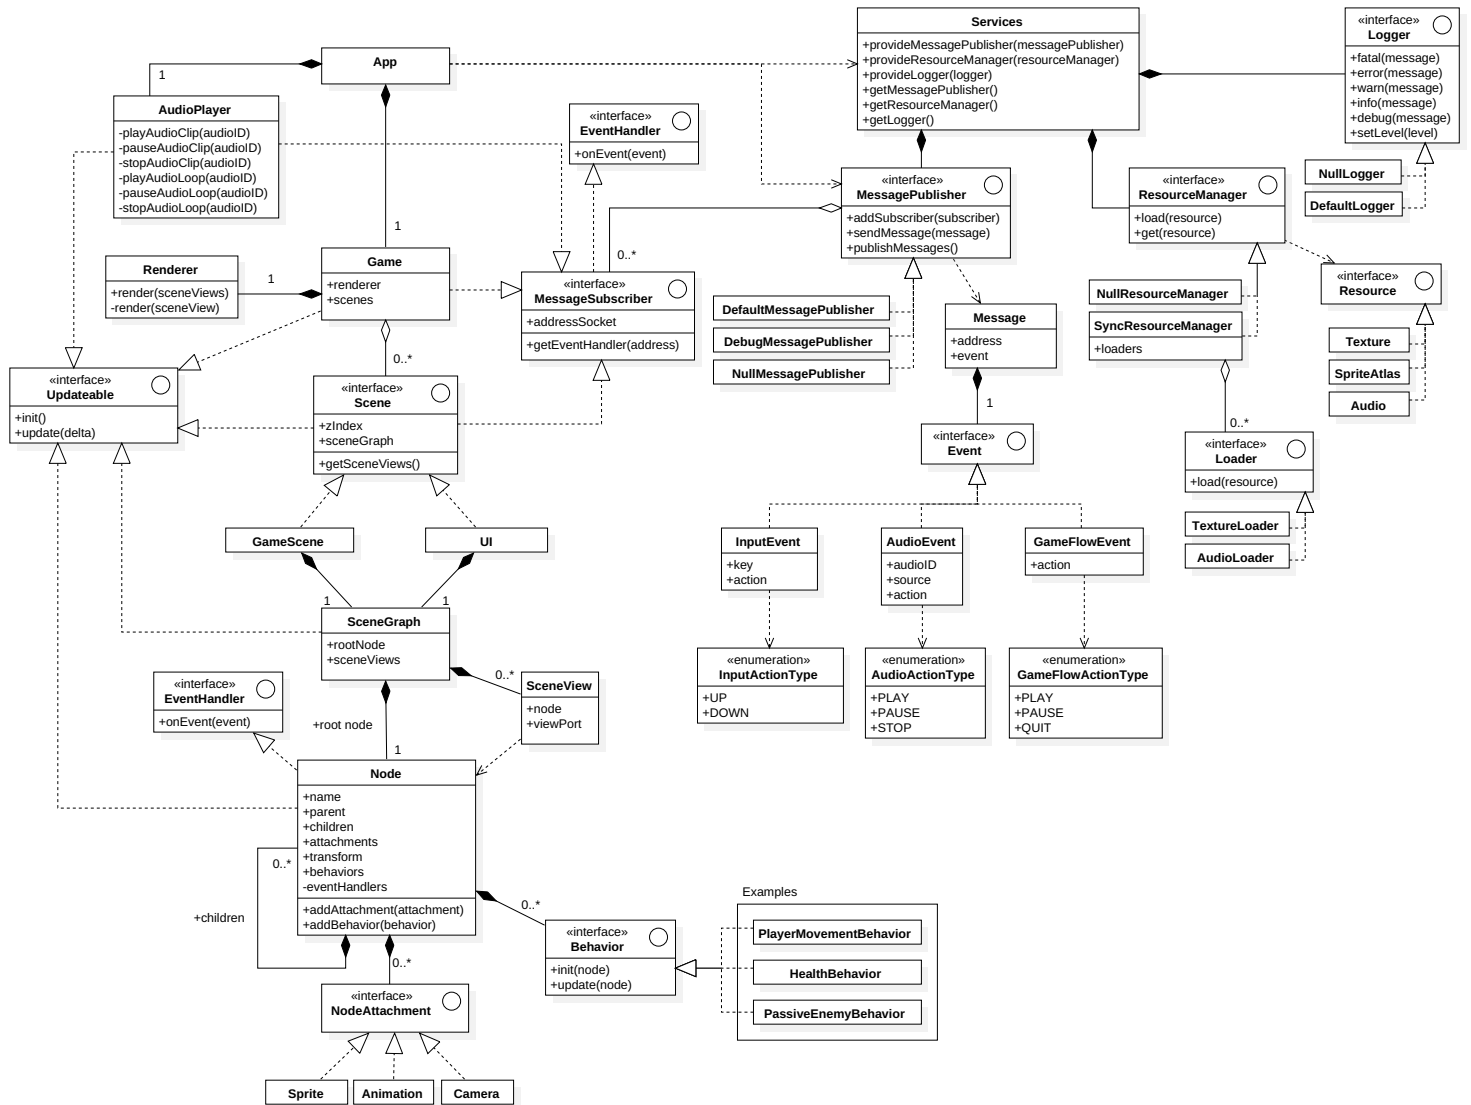 App
1
AudioPlayer
-playAudioClip(audioID)
-pauseAudioClip(audioID)
-stopAudioClip(audioID)
-playAudioLoop(audioID)
-pauseAudioLoop(audioID)
-stopAudioLoop(audioID)
«interface»
EventHandler
+onEvent(event)
Services
+provideMessagePublisher(messagePublisher)
+provideResourceManager(resourceManager)
+provideLogger(logger)
+getMessagePublisher()
+getResourceManager()
+getLogger()
«interface»
Logger
+fatal(message)
+error(message)
+warn(message)
+info(message)
+debug(message)
+setLevel(level)
NullLogger
DefaultLogger
«interface»
MessagePublisher
+addSubscriber(subscriber)
+sendMessage(message)
+publishMessages()
«interface»
ResourceManager
+load(resource)
+get(resource)
1
0..*
Renderer
+render(sceneViews)
-render(sceneView)
1
Game
+renderer
+scenes
«interface»
MessageSubscriber
+addressSocket
+getEventHandler(address)
DefaultMessagePublisher
DebugMessagePublisher
NullMessagePublisher
Message
+address
+event
1
NullResourceManager
SyncResourceManager
+loaders
«interface»
Resource
Texture
SpriteAtlas
Audio
0..*
«interface»
Updateable
+init()
+update(delta)
«interface»
Scene
+zIndex
+sceneGraph
+getSceneViews()
«interface»
Event
0..*
«interface»
Loader
+load(resource)
TextureLoader
AudioLoader
GameScene
UI
InputEvent
+key
+action
AudioEvent
+audioID
+source
+action
GameFlowEvent
+action
1
1
SceneGraph
+rootNode
+sceneViews
«enumeration»
InputActionType
+UP
+DOWN
«enumeration»
AudioActionType
+PLAY
+PAUSE
+STOP
«enumeration»
GameFlowActionType
+PLAY
+PAUSE
+QUIT
«interface»
EventHandler
+onEvent(event)
0..*
SceneView
+node
+viewPort
+root node
1
Node
+name
+parent
+children
+attachments
+transform
+behaviors
-eventHandlers
+addAttachment(attachment)
+addBehavior(behavior)
0..*
+children
0..*
0..*
«interface»
Behavior
+init(node)
+update(node)
Examples
PlayerMovementBehavior
HealthBehavior
PassiveEnemyBehavior
«interface»
NodeAttachment
Sprite
Animation
Camera